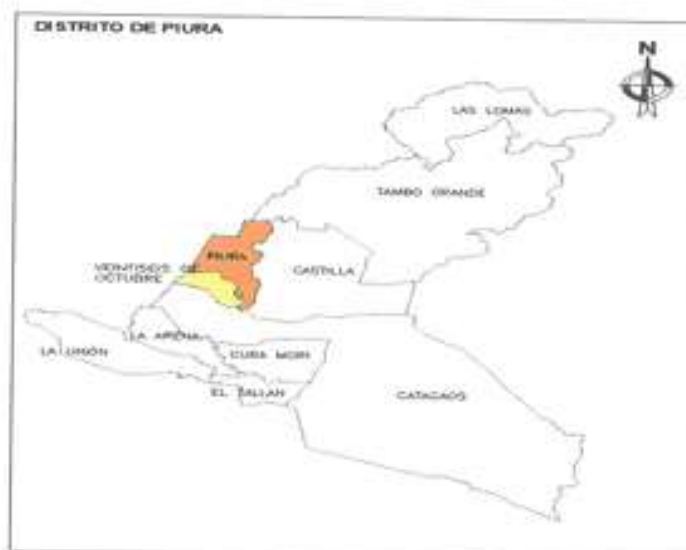 DISTRITO DE PIURA
N
LAS LOMAS
TAMBO GRANDE
PIURA
CASTILLA
VEINTISEIS DE
OCTUBRE
LA ARENA
LA UNIÓN
CURA MORI
EL TALLAN
CATACAOS